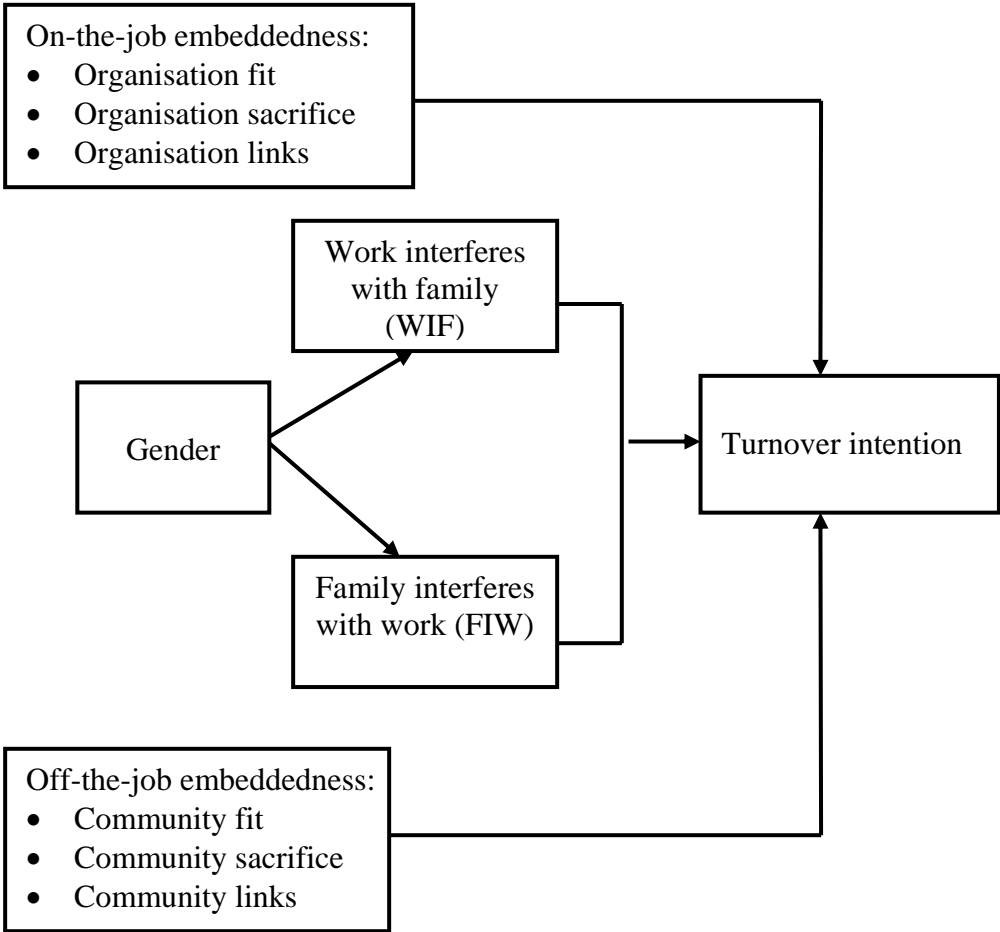 On-the-job embeddedness:
• Organisation fit
• Organisation sacrifice
• Organisation links
Work interferes
with family
(WIF)
Gender
Turnover intention
Family interferes
with work (FIW)
Off-the-job embeddedness:
• Community fit
• Community sacrifice
• Community links